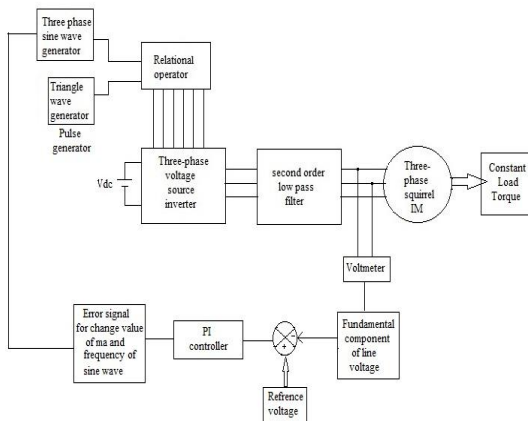 Three phase
sine wave
generator
Relational
operator
Triangle
wave
generator
Pulse
generator
Vdc
Three-phase
voltage
source
inverter
second order
low pass
filter
Three-
phase
squirrel
IM
Constant
Load
Torque
Voltmeter
Error signal
for change value
of ma and
frequency of
sine wave
PI
controller
-
+
Fundamental
component
of line
voltage
Refrence
voltage